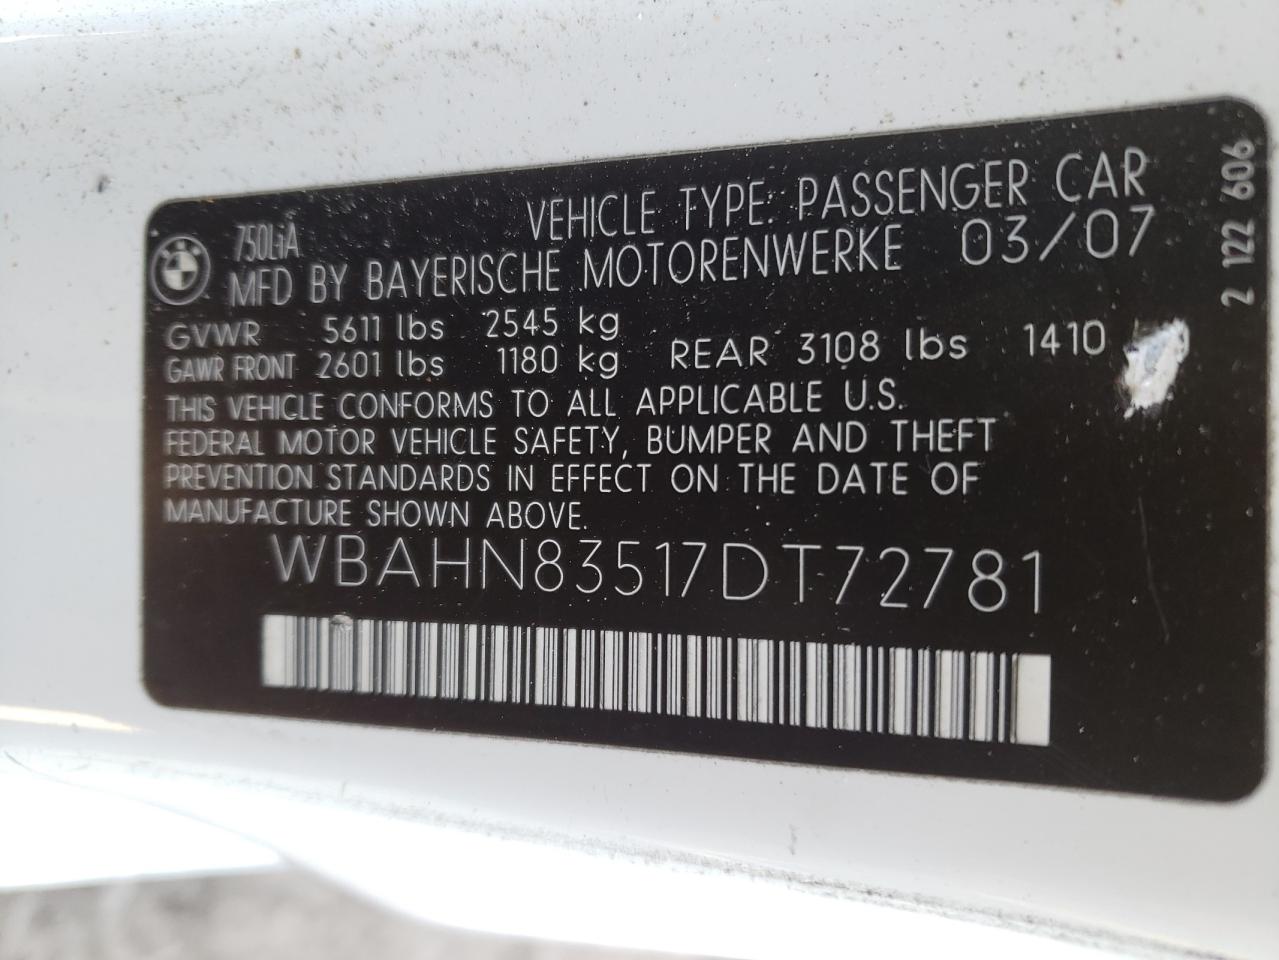 750LiA
VEHICLE TYPE: PASSENGER CAR
MFD BY BAYERISCHE MOTORENWERKE 03/07
GVWR 5611 lbs 2545 kg
GAWR FRONT 2601 lbs 1180 kg REAR 3108 lbs 1410
THIS VEHICLE CONFORMS TO ALL APPLICABLE U.S.
FEDERAL MOTOR VEHICLE SAFETY, BUMPER AND THEFT
PREVENTION STANDARDS IN EFFECT ON THE DATE OF
MANUFACTURE SHOWN ABOVE.
WBAHN83517DT72781
2 122 606